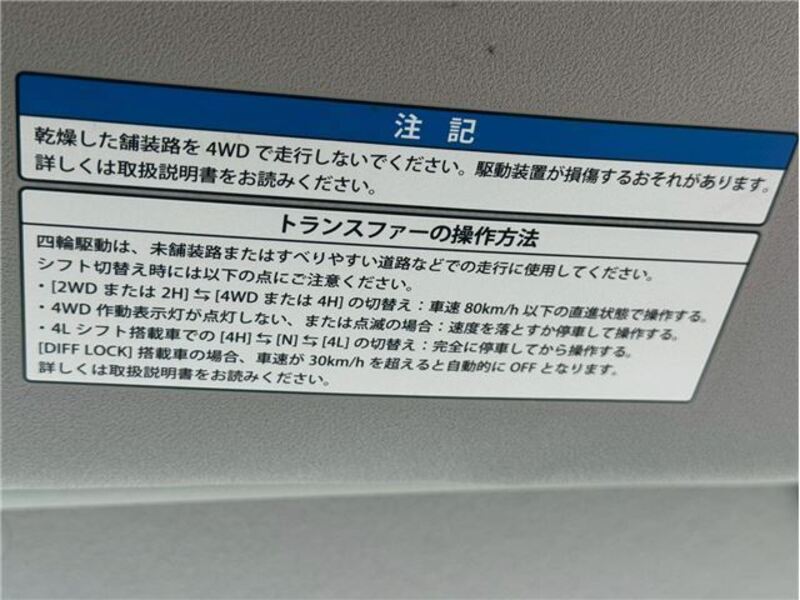 注 記
乾燥した舗装路を 4WD で走行しないでください。駆動装置が損傷するおそれがあります。
詳しくは取扱説明書をお読みください。
トランスファーの操作方法
四輪駆動は、未舗装路またはすべりやすい道路などでの走行に使用してください。
シフト切替え時には以下の点にご注意ください。
・[2WD または 2H] ⇆ [4WD または 4H] の切替え：車速 80km/h 以下の直進状態で操作する。
・4WD 作動表示灯が点灯しない、または点滅の場合：速度を落とすか停車して操作する。
・4L シフト搭載車での [4H] ⇆ [N] ⇆ [4L] の切替え：完全に停車してから操作する。
[DIFF LOCK] 搭載車の場合、車速が 30km/h を超えると自動的に OFF となります。
詳しくは取扱説明書をお読みください。